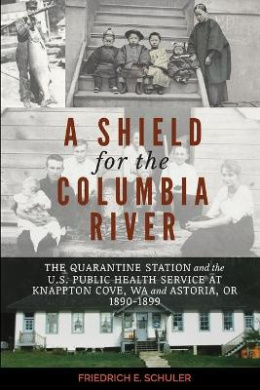 A SHIELD
for the
COLUMBIA
RIVER
THE QUARANTINE STATION and the
U.S. PUBLIC HEALTH SERVICE AT
KNAPPTON COVE, WA and ASTORIA, OR
1890-1899
FRIEDRICH E. SCHULER